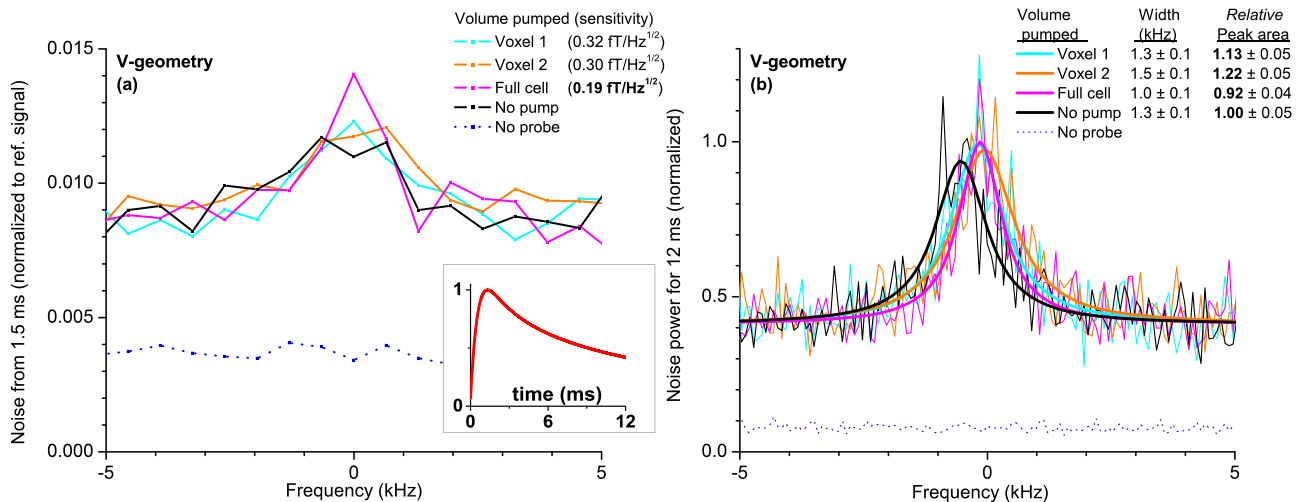 Volume pumped (sensitivity)
Voxel 1 (0.32 fT/Hz^1/2)
Voxel 2 (0.30 fT/Hz^1/2)
Full cell (0.19 fT/Hz^1/2)
No pump
No probe
V-geometry
(a)
0.015
0.010
0.005
0.000
Noise from 1.5 ms (normalized to ref. signal)
-5 0 5
Frequency (kHz)
1
0
time (ms)
0 6 12
Volume pumped Width (kHz) Relative Peak area
Voxel 1 1.3 ± 0.1 1.13 ± 0.05
Voxel 2 1.5 ± 0.1 1.22 ± 0.05
Full cell 1.0 ± 0.1 0.92 ± 0.04
No pump 1.3 ± 0.1 1.00 ± 0.05
No probe
V-geometry
(b)
1.0
0.5
0.0
Noise power for 12 ms (normalized)
-5 0 5
Frequency (kHz)